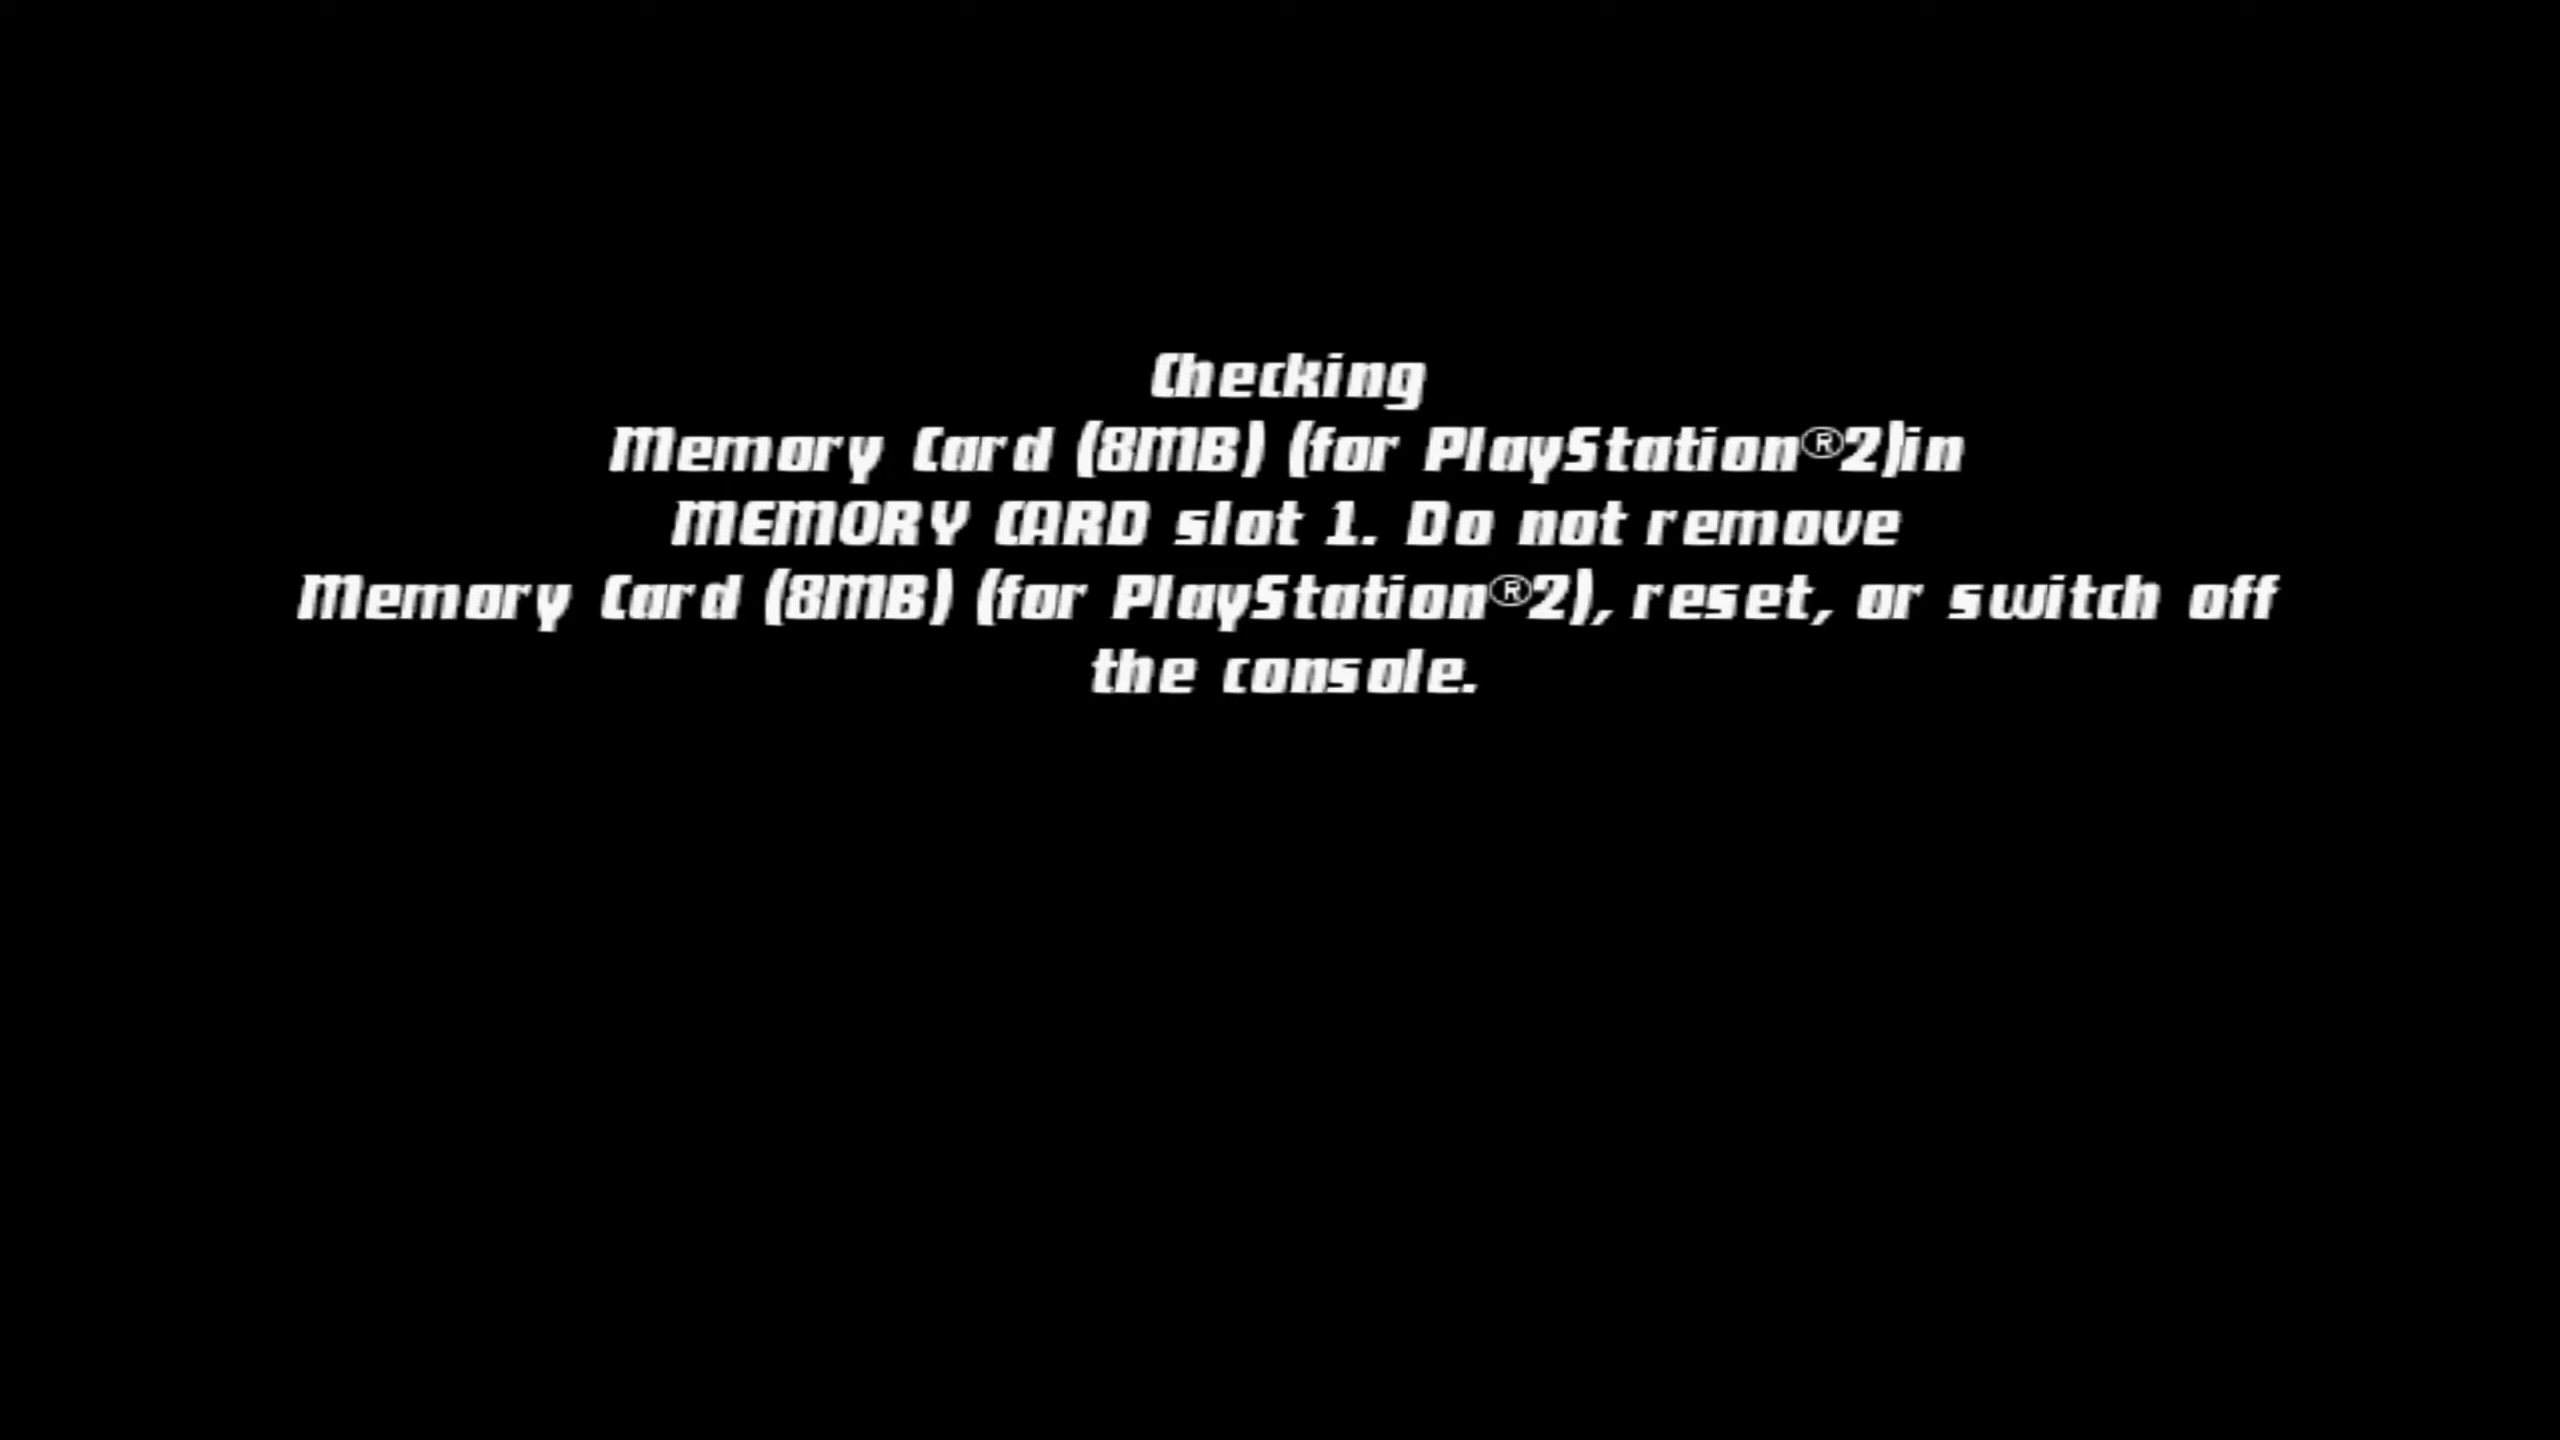 Checking
Memory Card (8MB) (for PlayStation®2)in
MEMORY CARD slot 1. Do not remove
Memory Card (8MB) (for PlayStation®2), reset, or switch off
the console.